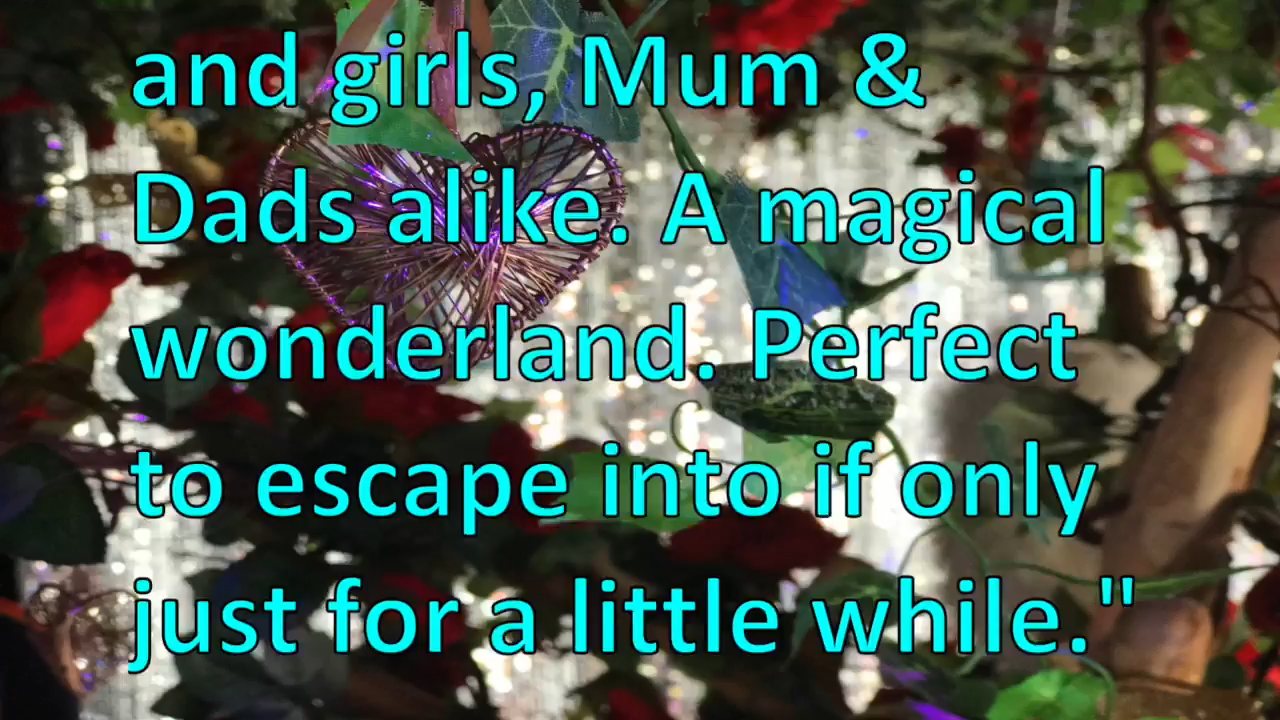 and girls, Mum &
Dads alike. A magical
wonderland. Perfect
to escape into if only
just for a little while."